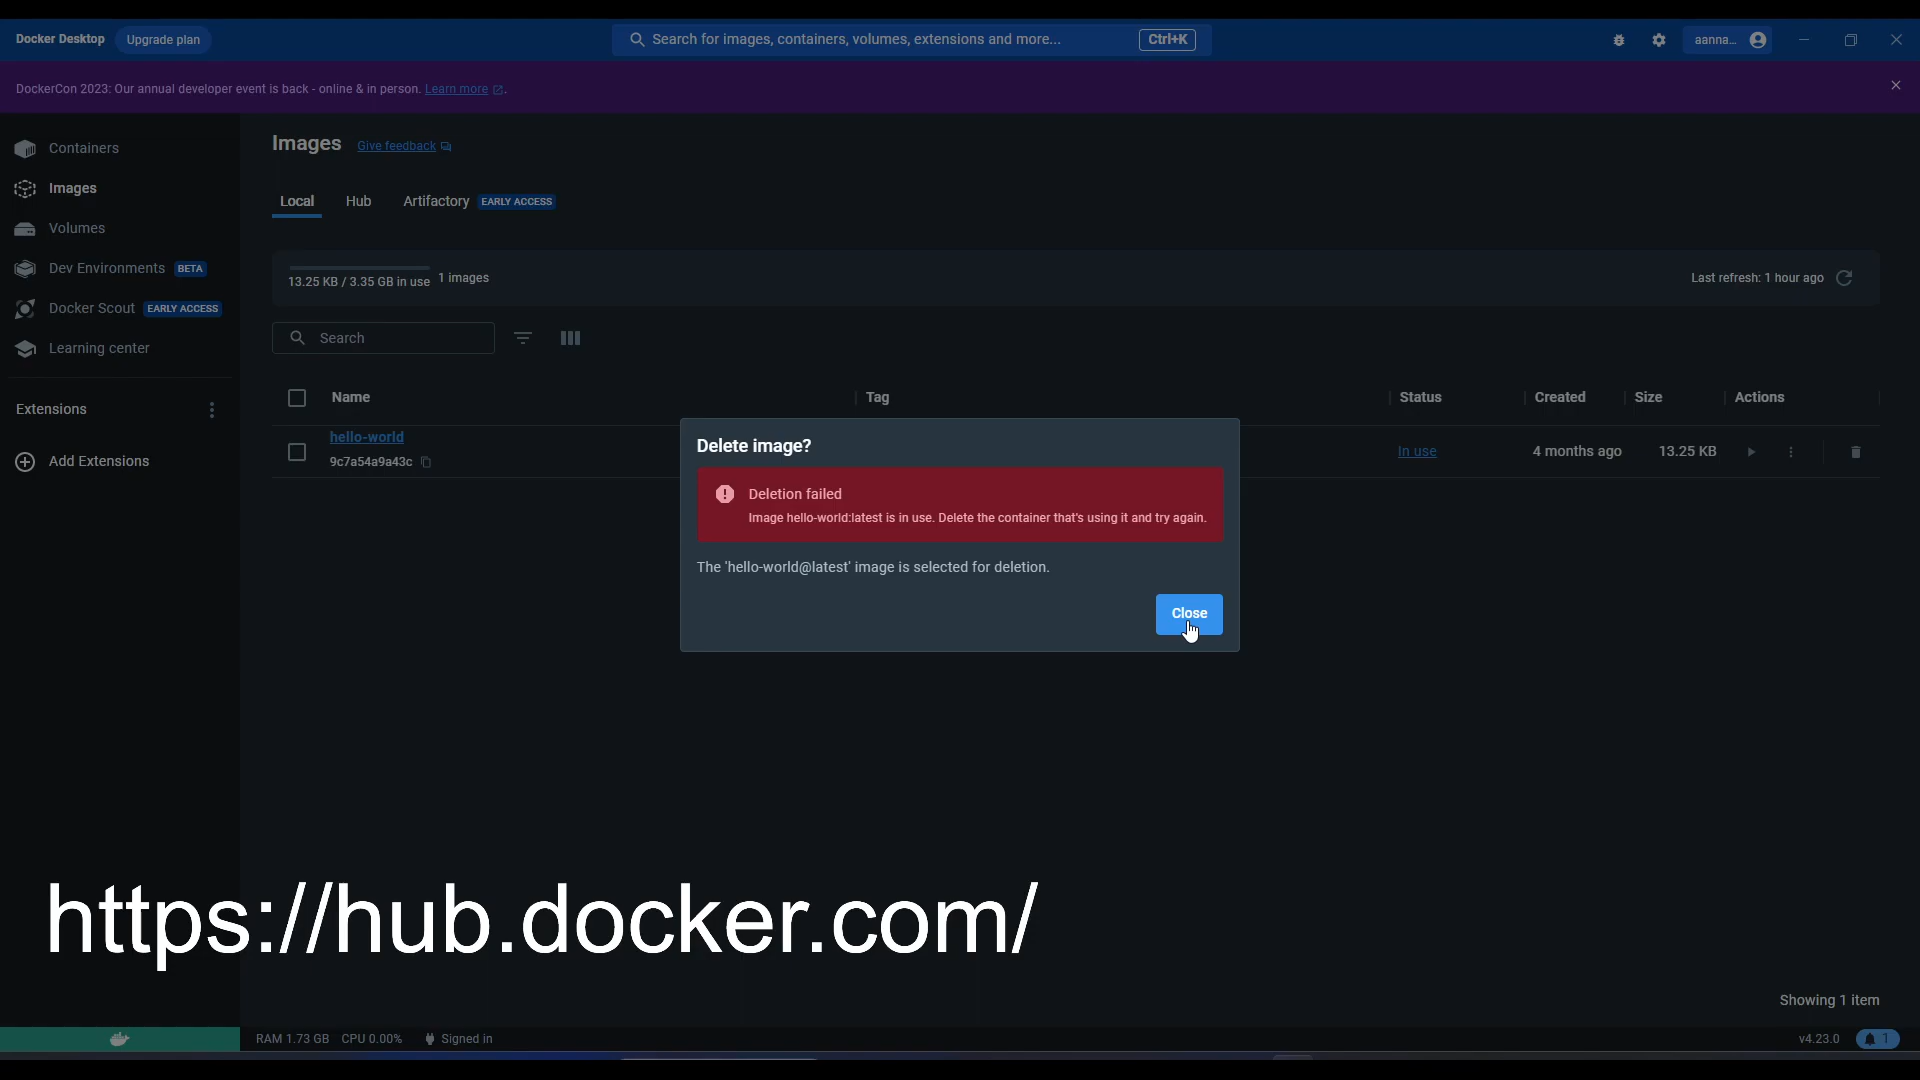 Docker Desktop Upgrade plan Search for images, containers, volumes, extensions and more... Ctrl+K aanna...
DockerCon 2023: Our annual developer event is back - online & in person. Learn more .
Containers
Images
Volumes
Dev Environments BETA
Docker Scout EARLY ACCESS
Learning center
Extensions
Add Extensions
Images Give feedback
Local Hub Artifactory EARLY ACCESS
13.25 KB / 3.35 GB in use 1 images Last refresh: 1 hour ago
Search
Name Tag Status Created Size Actions
hello-world
9c7a54a9a43c
In use 4 months ago 13.25 KB
Delete image?
Deletion failed
Image hello-world:latest is in use. Delete the container that's using it and try again.
The 'hello-world@latest' image is selected for deletion.
Close
https://hub.docker.com/
Showing 1 item
RAM 1.73 GB CPU 0.00% Signed in v4.23.0 1